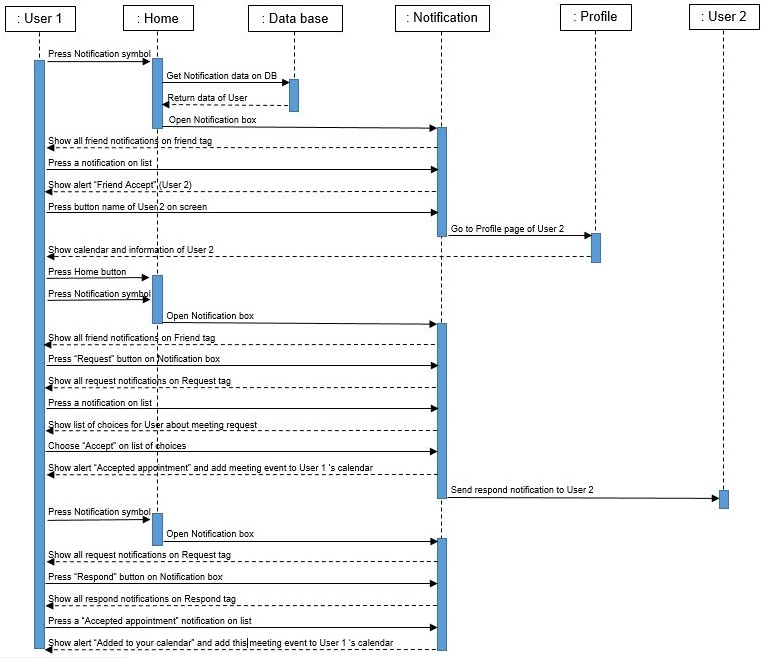 : User 1
: Home
: Data base
: Notification
: Profile
: User 2
Press Notification symbol
Get Notification data on DB
Return data of User
Open Notification box
Show all friend notifications on friend tag
Press a notification on list
Show alert “Friend Accept” (User 2)
Press button name of User 2 on screen
Go to Profile page of User 2
Show calendar and information of User 2
Press Home button
Press Notification symbol
Open Notification box
Show all friend notifications on Friend tag
Press “Request” button on Notification box
Show all request notifications on Request tag
Press a notification on list
Show list of choices for User about meeting request
Choose “Accept” on list of choices
Show alert “Accepted appointment” and add meeting event to User 1 ‘s calendar
Send respond notification to User 2
Press Notification symbol
Open Notification box
Show all request notifications on Request tag
Press “Respond” button on Notification box
Show all respond notifications on Respond tag
Press a “Accepted appointment” notification on list
Show alert “Added to your calendar” and add this meeting event to User 1 ‘s calendar